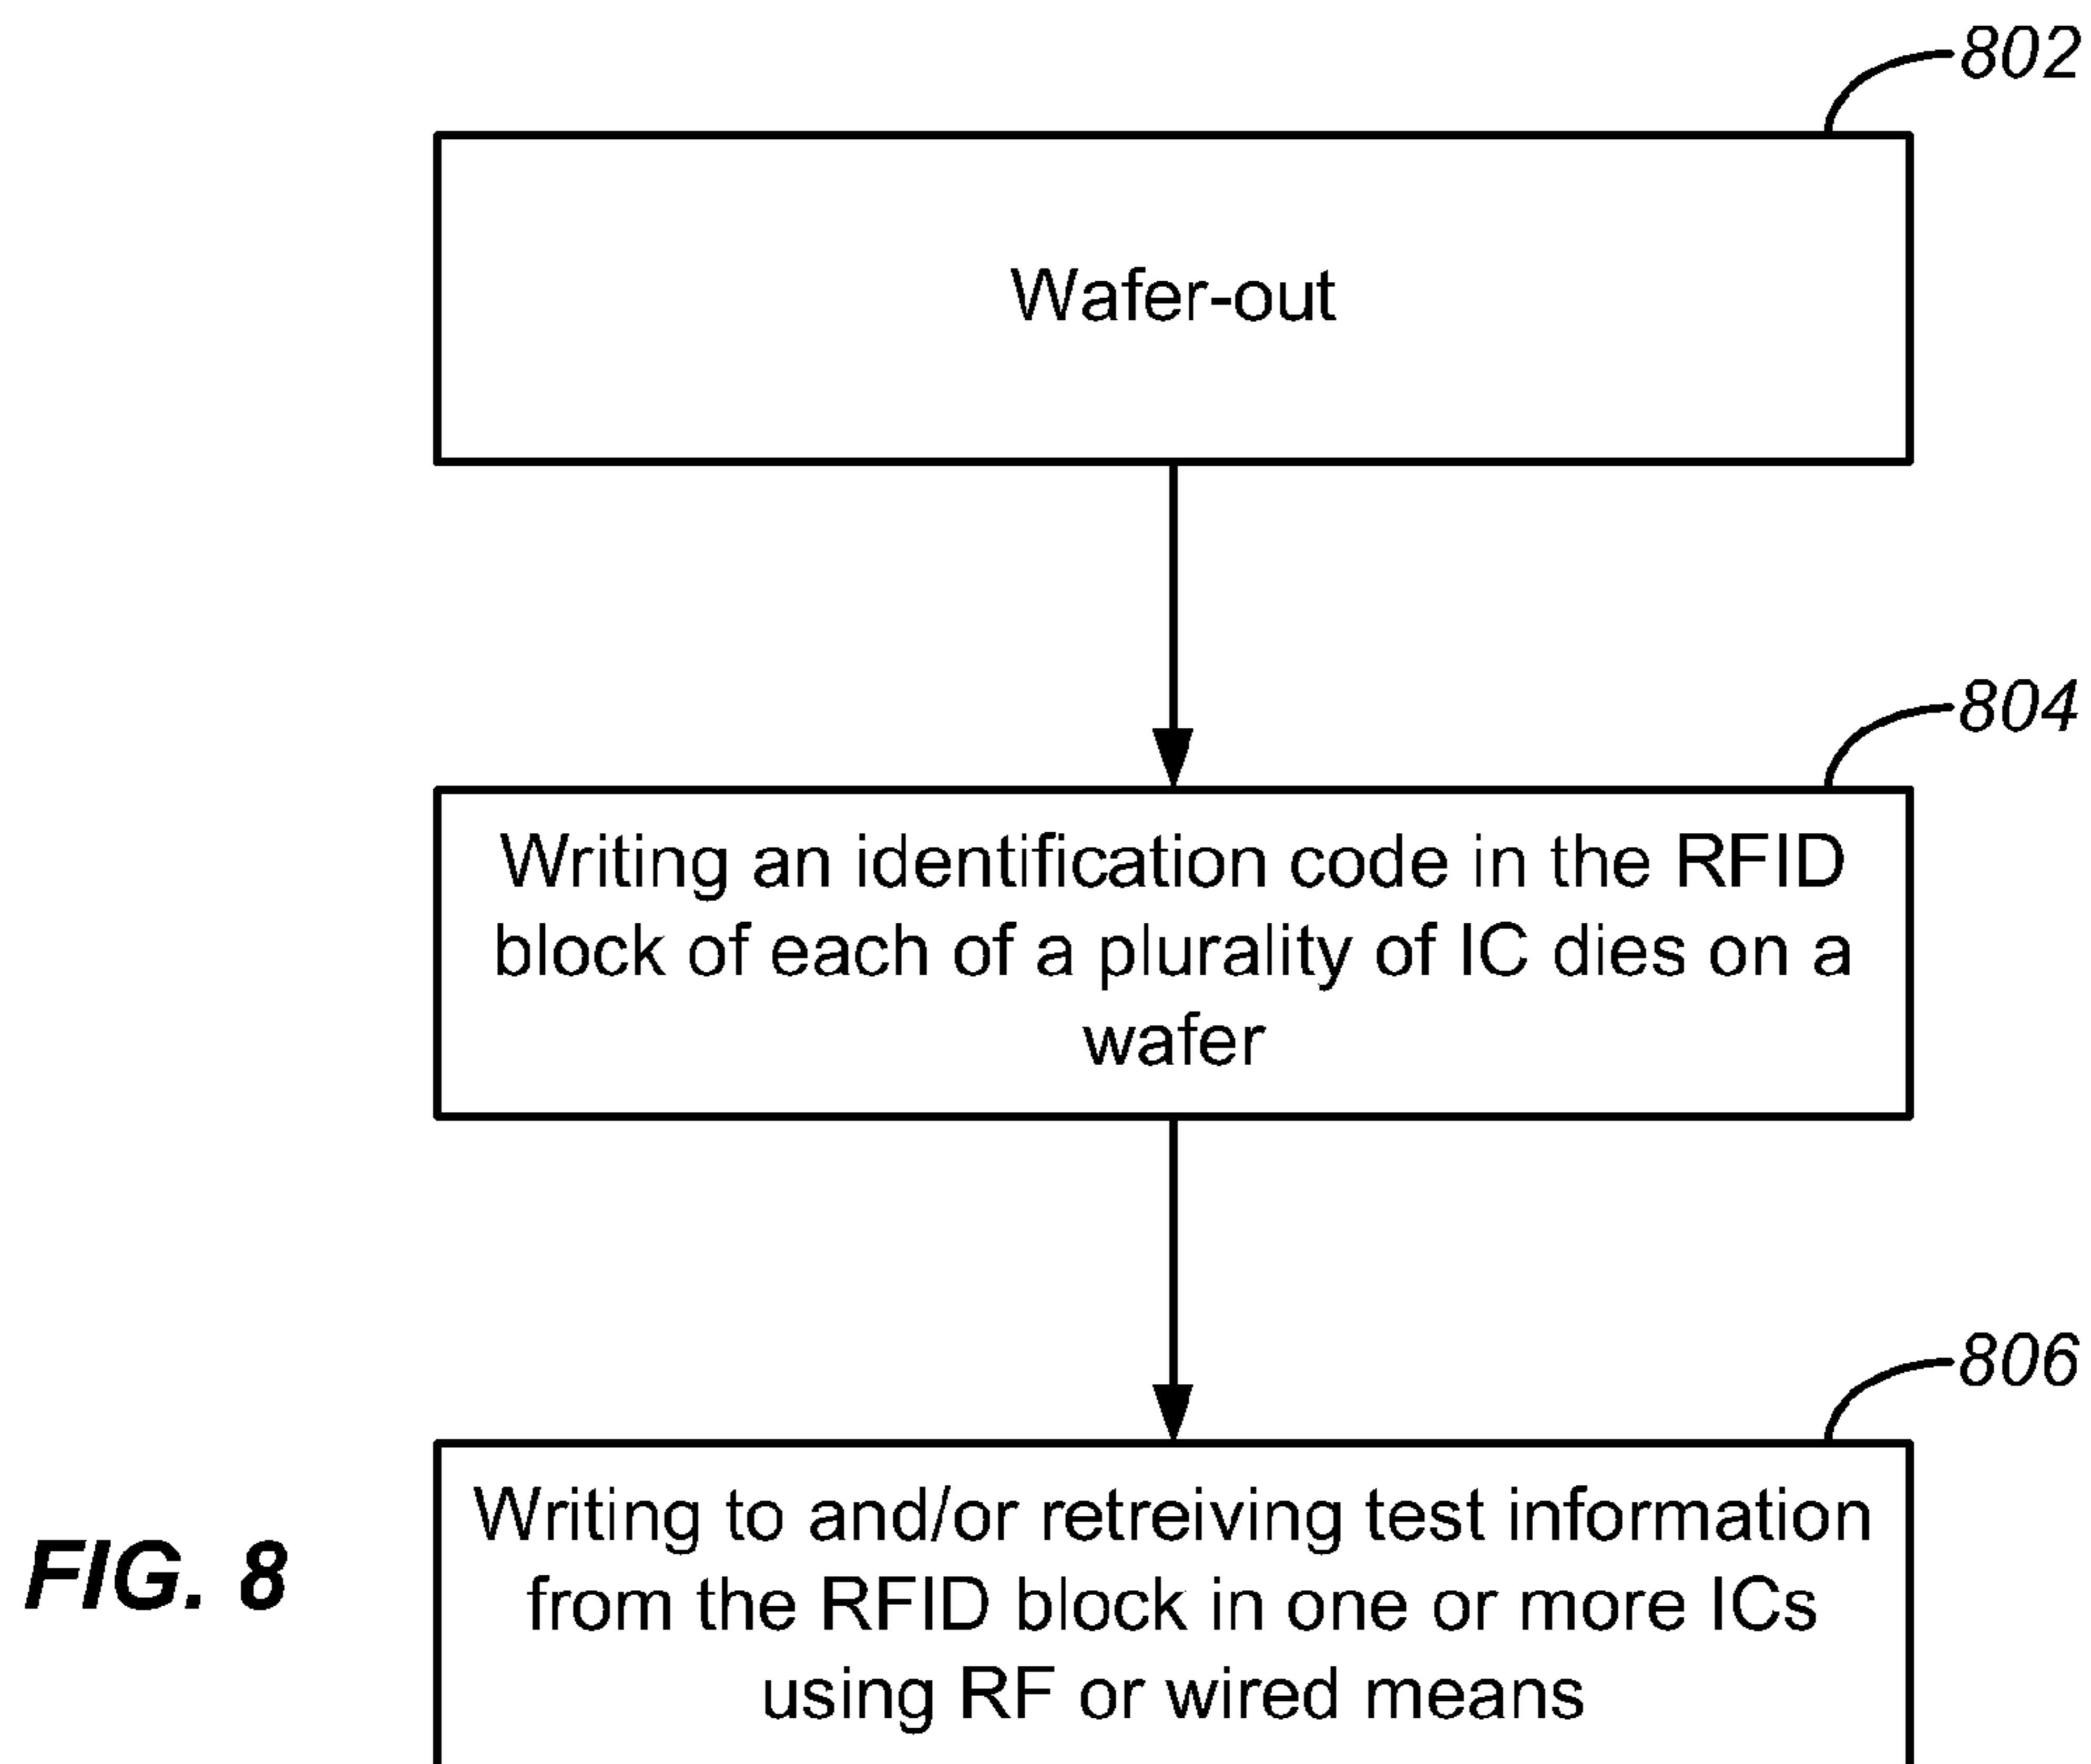 802
Wafer-out
804
Writing an identification code in the RFID
block of each of a plurality of IC dies on a
wafer
806
Writing to and/or retreiving test information
from the RFID block in one or more ICs
using RF or wired means
FIG. 8